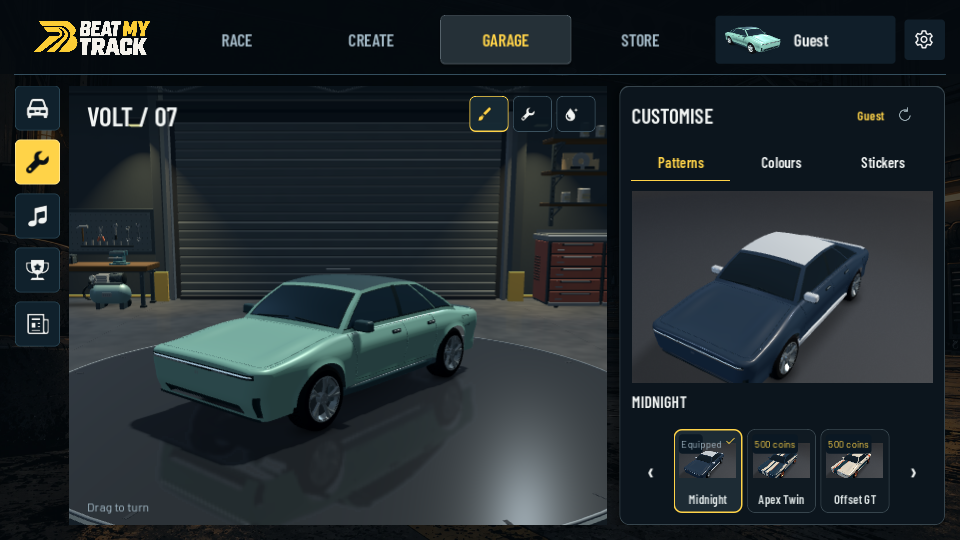 BEAT MY
TRACK
RACE
CREATE
GARAGE
STORE
Guest
VOLT / 07
CUSTOMISE
Guest
Patterns
Colours
Stickers
MIDNIGHT
Equipped
500 coins
500 coins
‹
›
Midnight
Apex Twin
Offset GT
Drag to turn